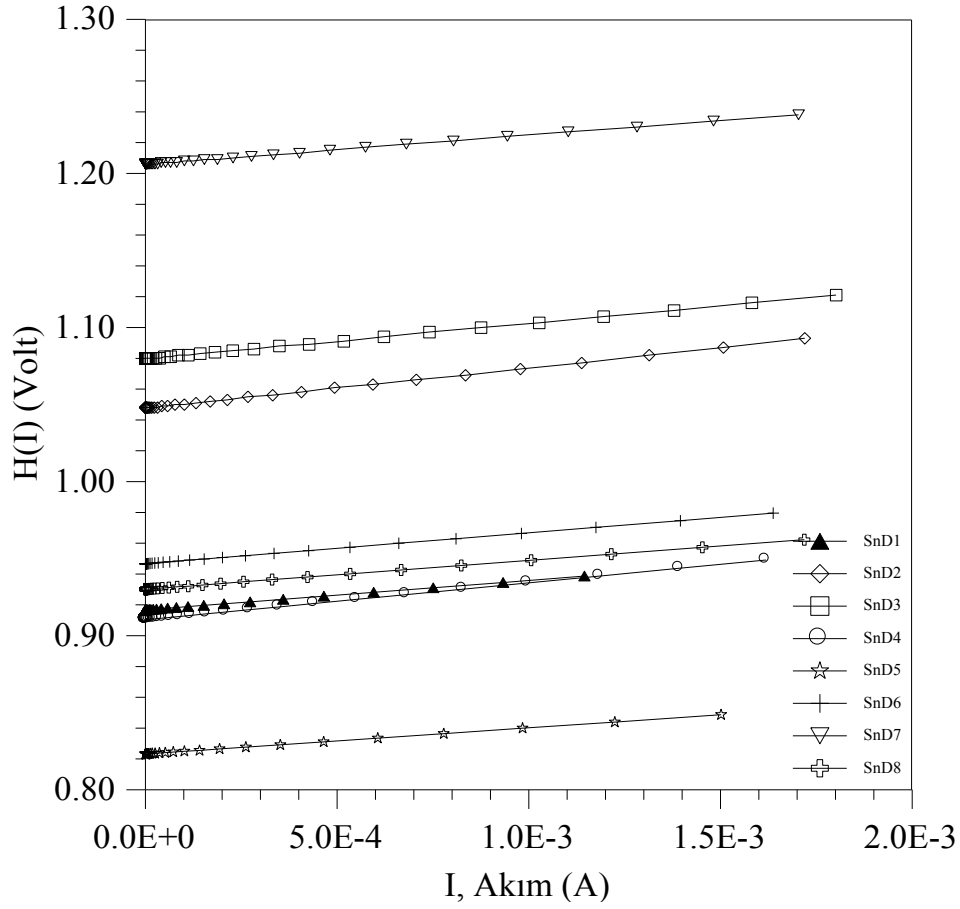 1.30
1.20
1.10
1.00
0.90
0.80
H(I) (Volt)
0.0E+0 5.0E-4 1.0E-3 1.5E-3 2.0E-3
I, Akım (A)
SnD1
SnD2
SnD3
SnD4
SnD5
SnD6
SnD7
SnD8